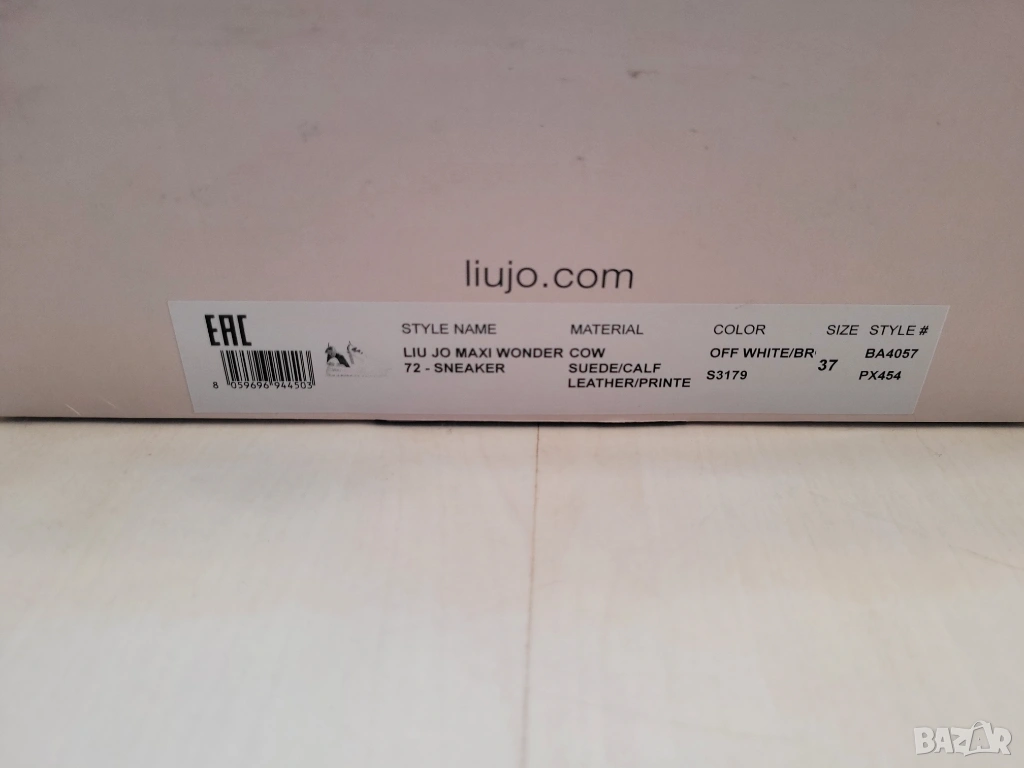 liujo.com
EAC
STYLE NAME MATERIAL COLOR SIZE STYLE #
LIU JO MAXI WONDER COW OFF WHITE/BR 37 BA4057
72 - SNEAKER SUEDE/CALF S3179 PX454
LEATHER/PRINTE
8 059696 944503
BAZAR